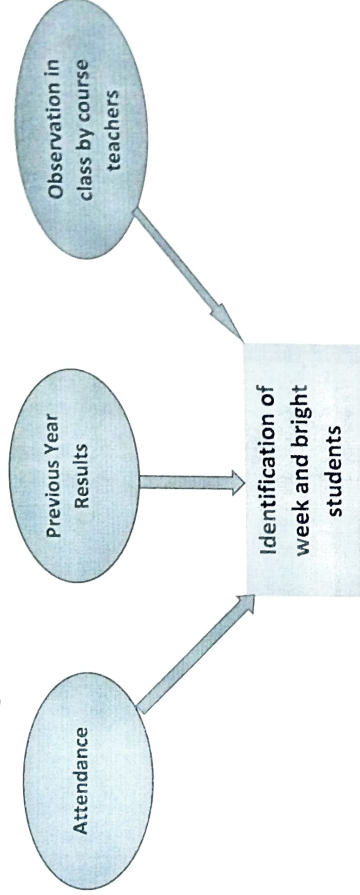 Attendance
Previous Year
Results
Observation in
class by course
teachers
Identification of
week and bright
students